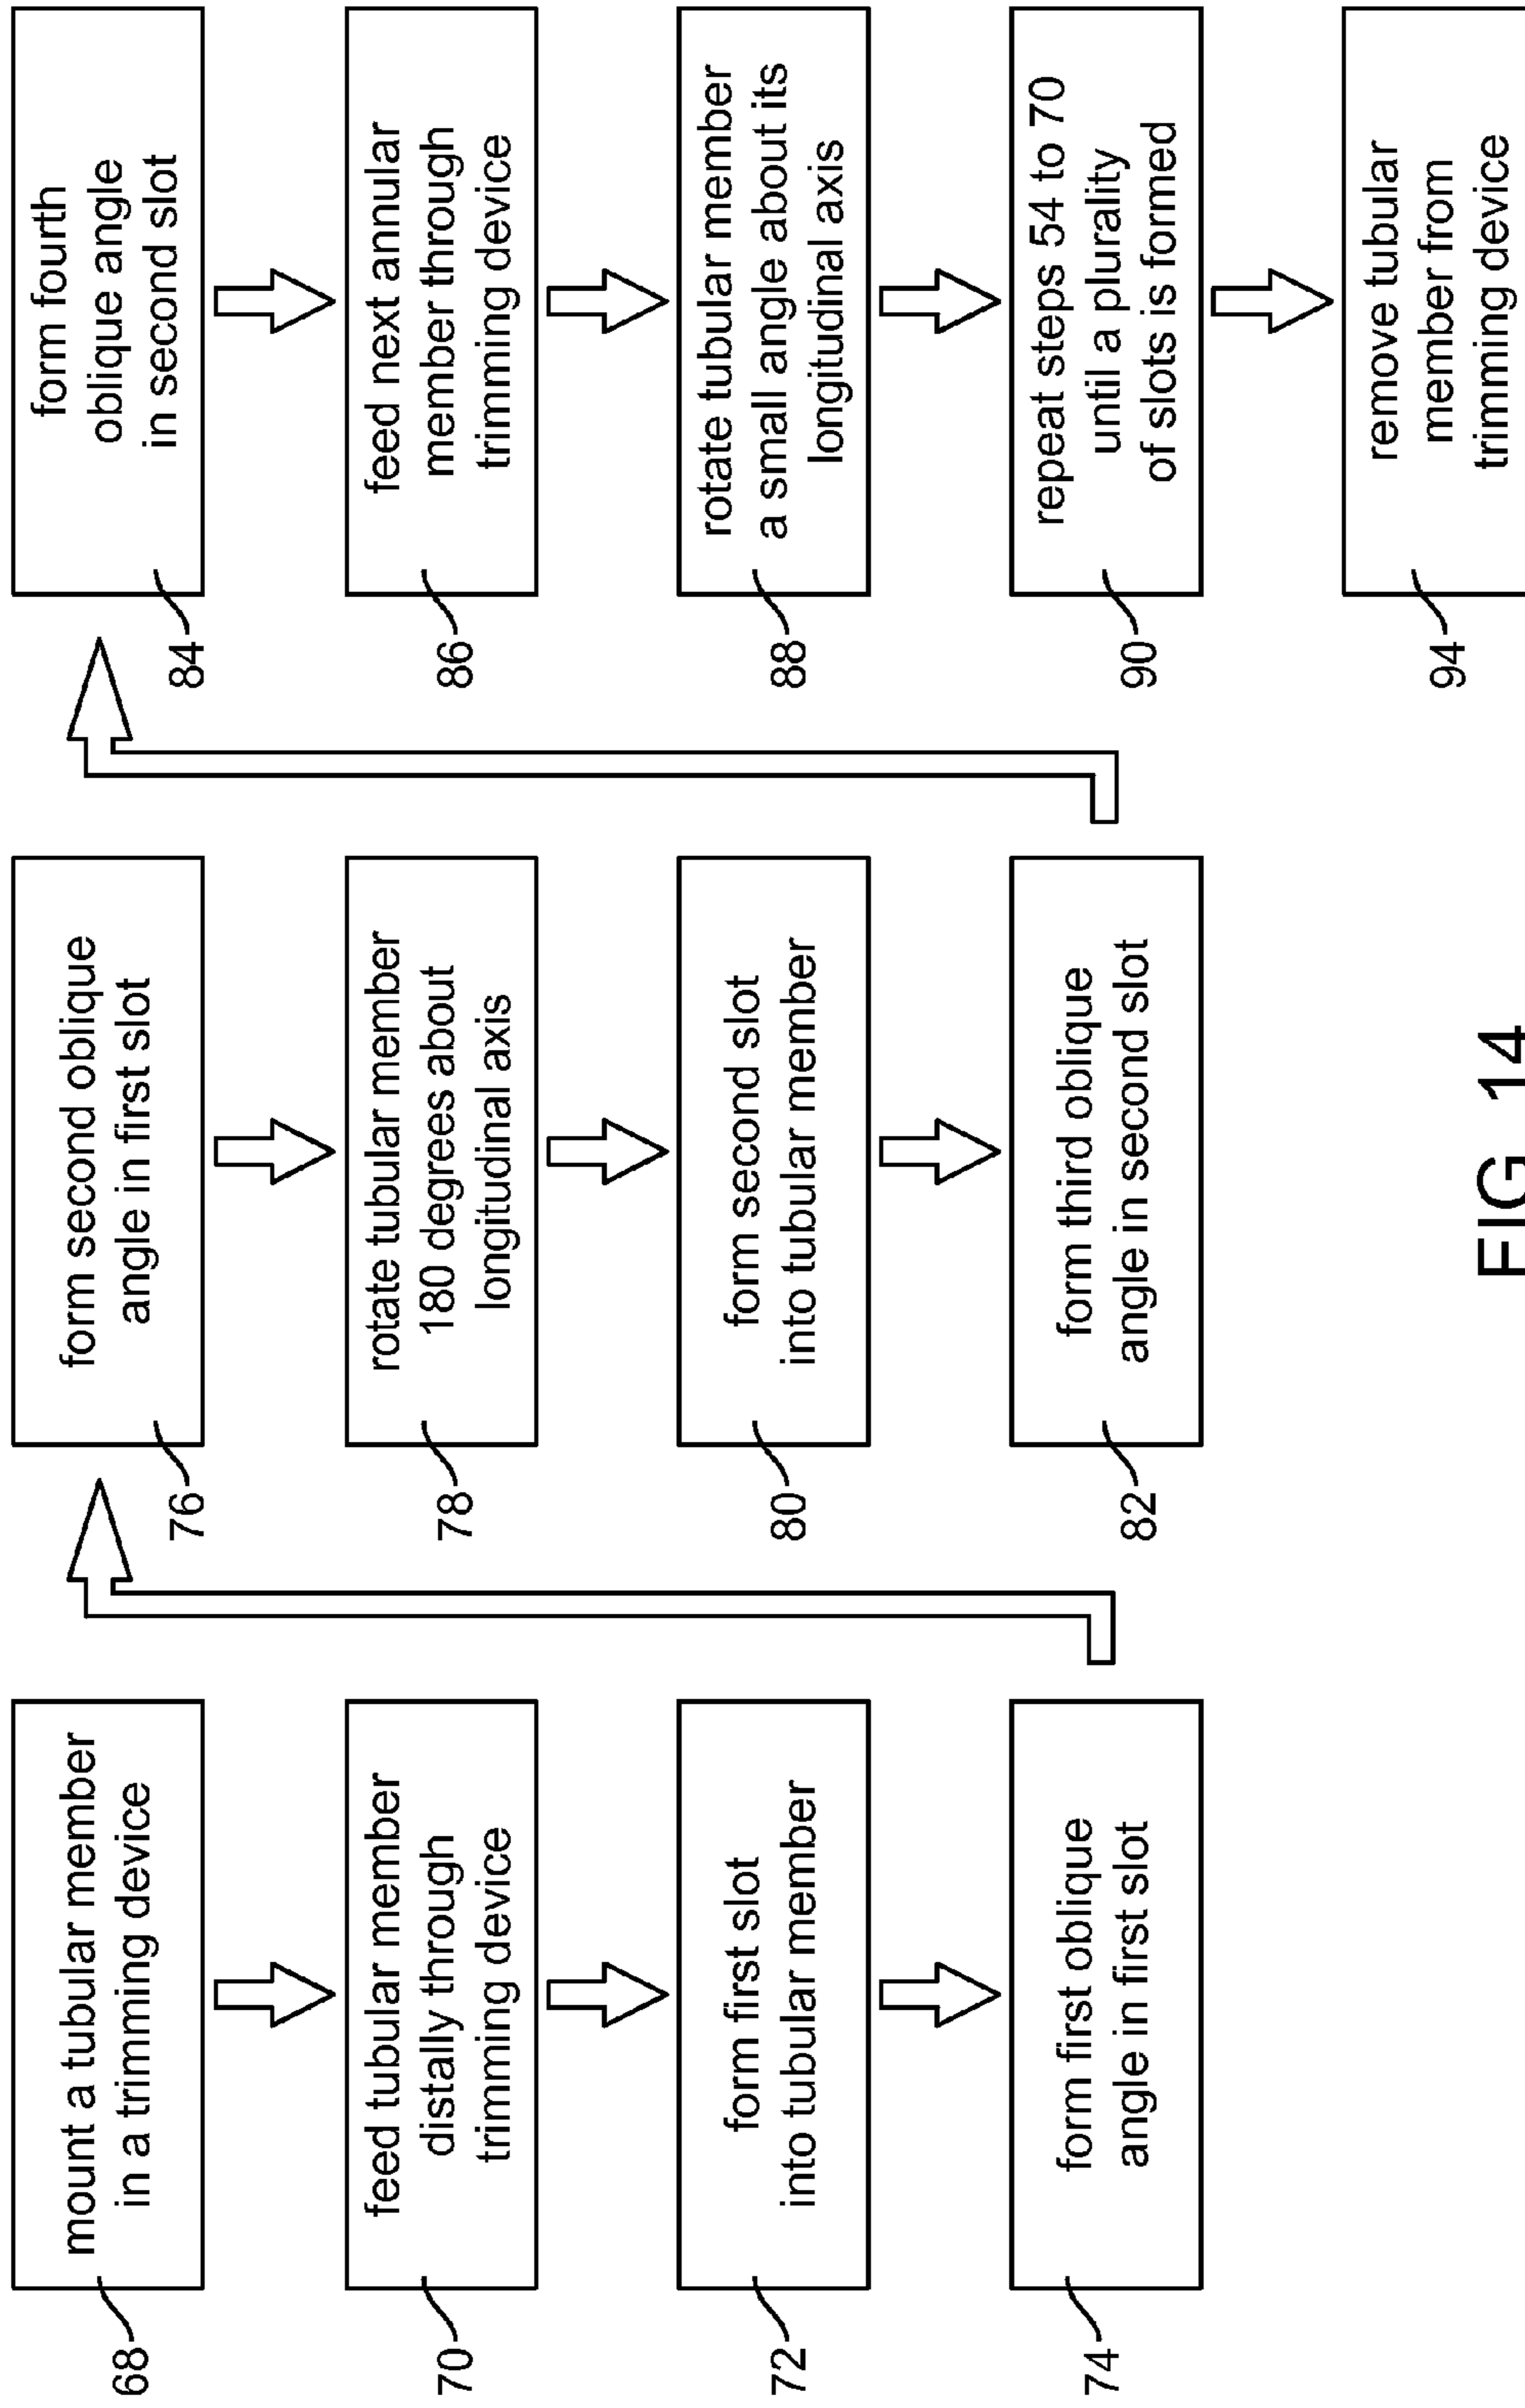 68
mount a tubular member
in a trimming device
70
feed tubular member
distally through
trimming device
72
form first slot
into tubular member
74
form first oblique
angle in first slot
76
form second oblique
angle in first slot
78
rotate tubular member
180 degrees about
longitudinal axis
80
form second slot
into tubular member
82
form third oblique
angle in second slot
84
form fourth
oblique angle
in second slot
86
feed next annular
member through
trimming device
88
rotate tubular member
a small angle about its
longitudinal axis
90
repeat steps 54 to 70
until a plurality
of slots is formed
94
remove tubular
member from
trimming device
FIG 14